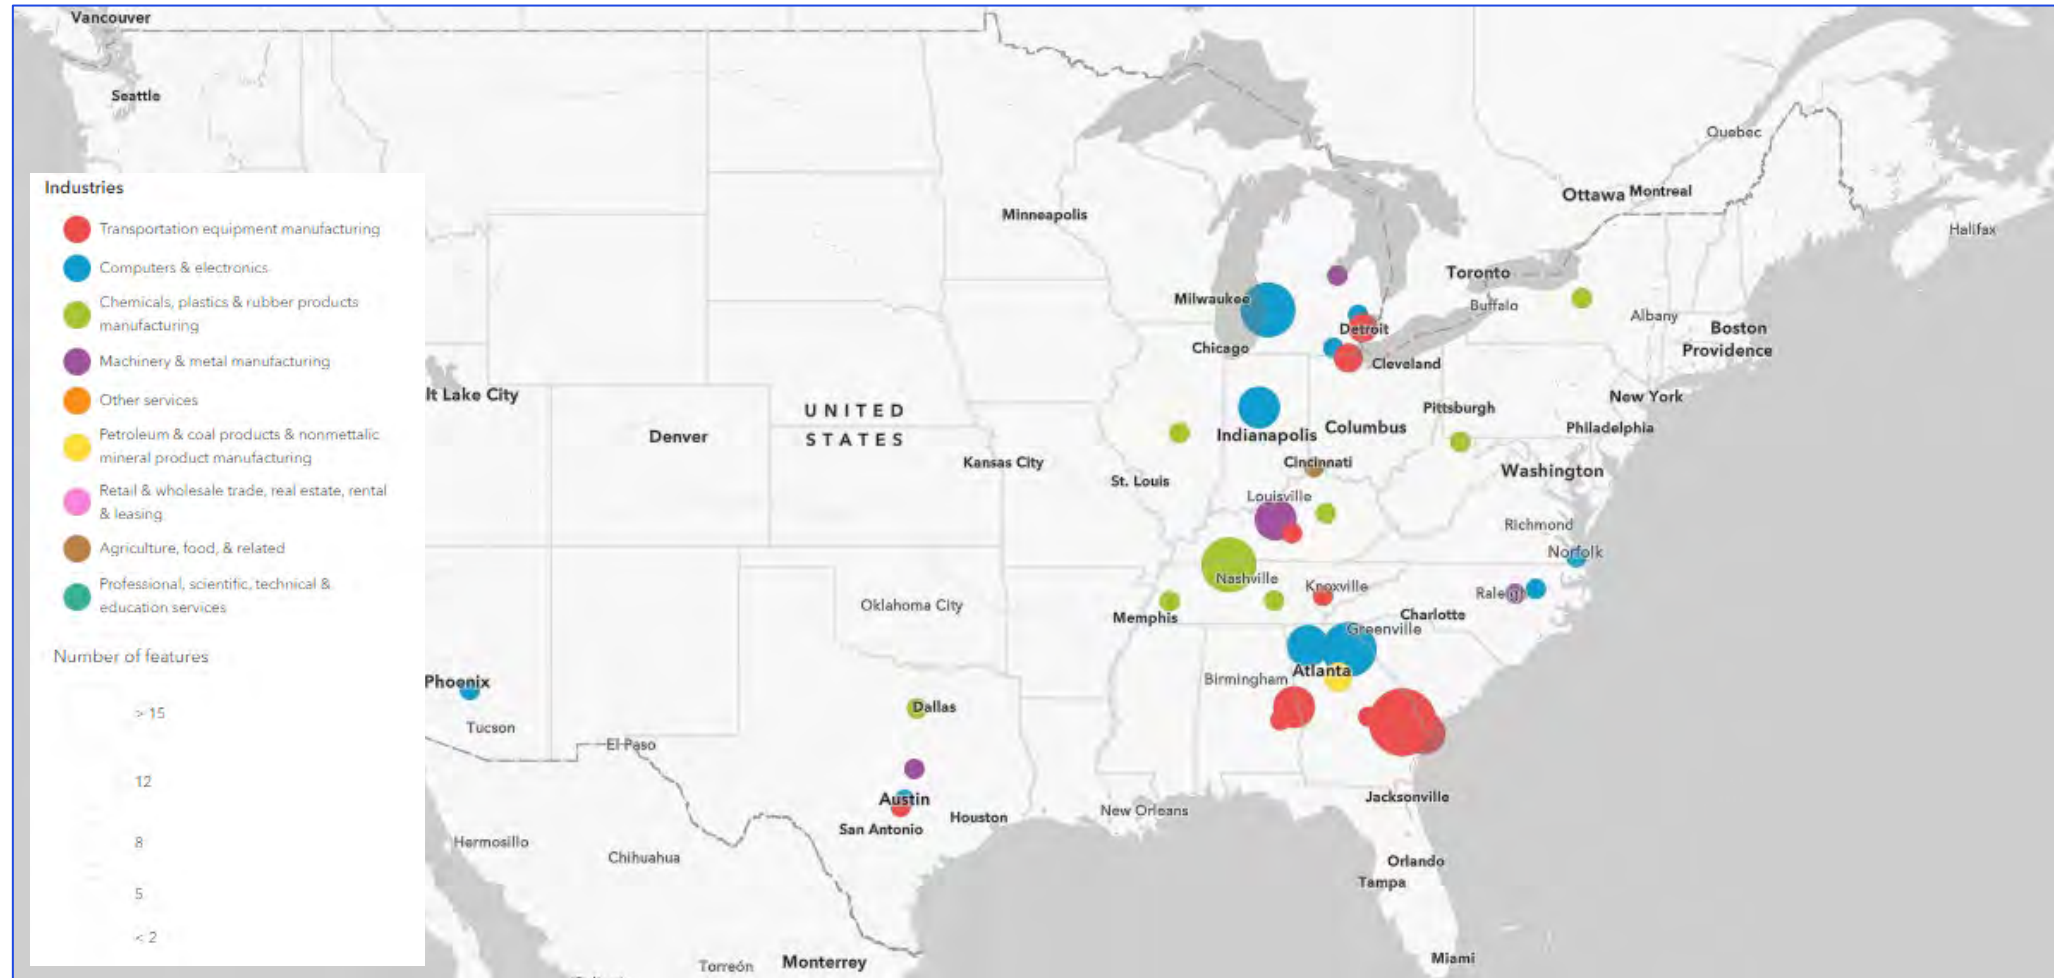 Vancouver
Seattle
Quebec
Ottawa Montreal
Halifax
Minneapolis
Toronto
Buffalo
Milwaukee
Albany
Boston
Detroit
Chicago
Providence
Cleveland
Industries
Transportation equipment manufacturing
Computers & electronics
Chemicals, plastics & rubber products
manufacturing
Machinery & metal manufacturing
Other services
Petroleum & coal products & nonmettalic
mineral product manufacturing
Retail & wholesale trade, real estate, rental
& leasing
Agriculture, food, & related
Professional, scientific, technical &
education services
Number of features
> 15
12
8
5
< 2
lt Lake City
New York
UNITED
STATES
Pittsburgh
Columbus
Philadelphia
Denver
Indianapolis
Kansas City
Cincinnati
Washington
St. Louis
Louisville
Richmond
Norfolk
Nashville
Knoxville
Raleigh
Oklahoma City
Memphis
Charlotte
Greenville
Atlanta
Birmingham
Phoenix
Dallas
Tucson
El Paso
Austin
Jacksonville
Houston
New Orleans
San Antonio
Hermosillo
Chihuahua
Orlando
Tampa
Miami
Torreón
Monterrey